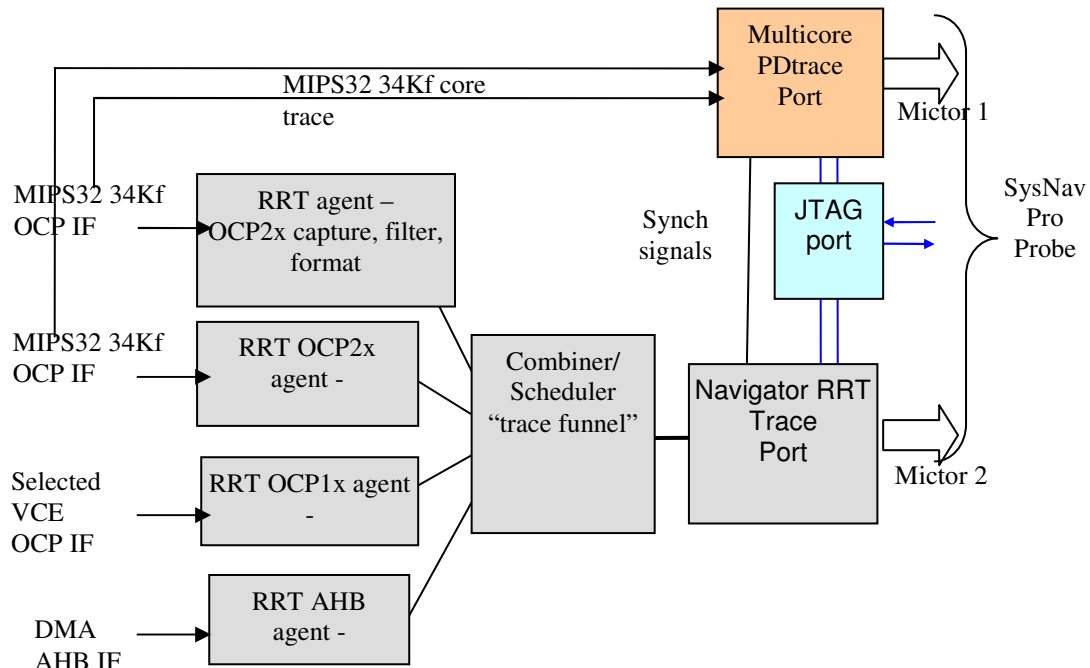 Multicore
PDtrace
Port
MIPS32 34Kf core
trace
Mictor 1
MIPS32 34Kf
OCP IF
RRT agent –
OCP2x capture, filter,
format
Synch
signals
JTAG
port
SysNav
Pro
Probe
MIPS32 34Kf
OCP IF
RRT OCP2x
agent -
Combiner/
Scheduler
“trace funnel”
Navigator RRT
Trace
Port
Mictor 2
Selected
VCE
OCP IF
RRT OCP1x agent
-
RRT AHB
agent -
DMA
AHB IF